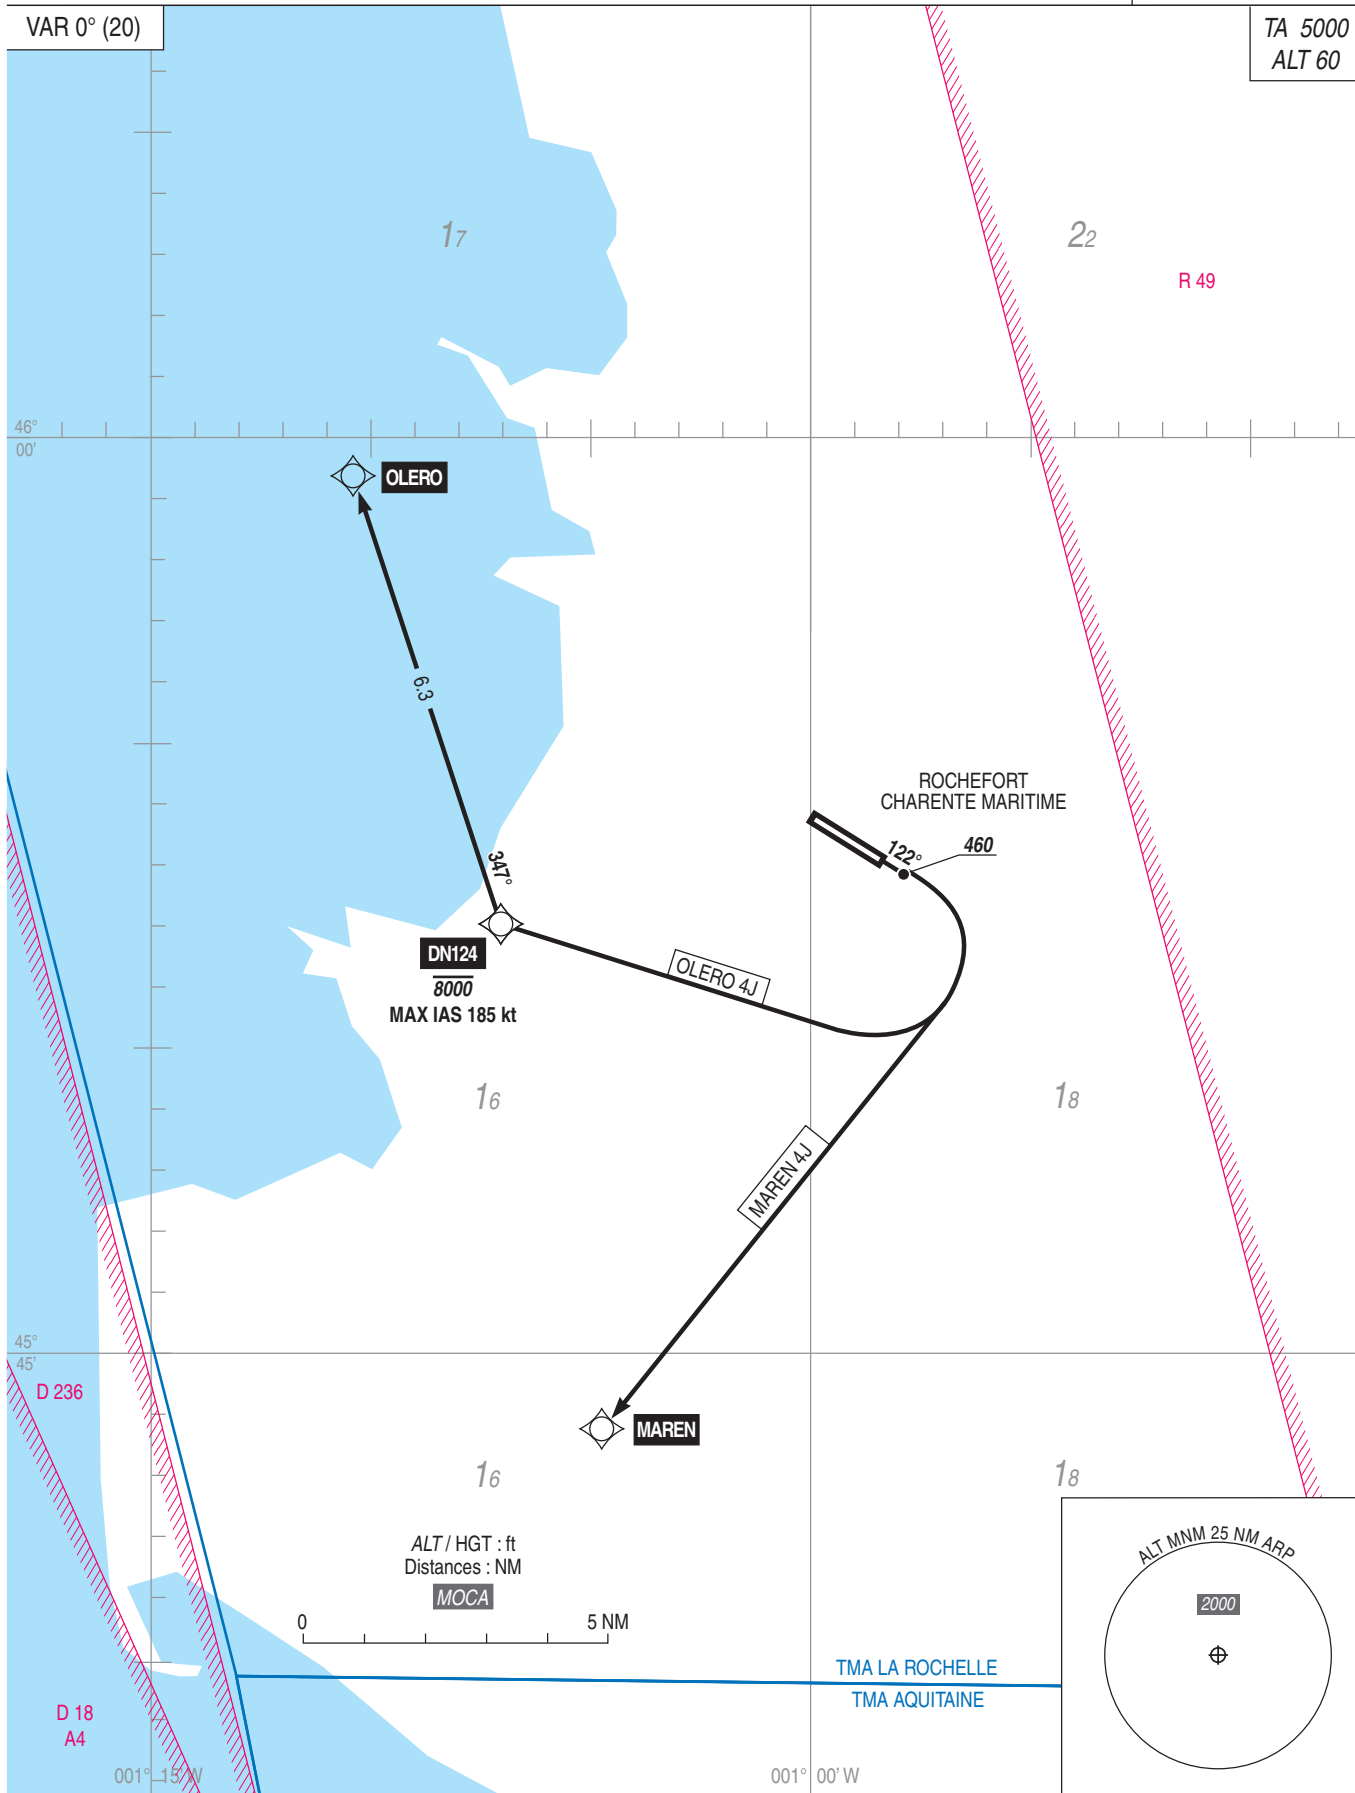 VAR 0° (20)
TA 5000
ALT 60
17
22
R 49
46°
00'
OLERO
6.3
347°
ROCHEFORT
CHARENTE MARITIME
122°
460
DN124
8000
MAX IAS 185 kt
OLERO 4J
16
18
MAREN 4J
45°
45'
D 236
MAREN
16
18
ALT / HGT : ft
Distances : NM
MOCA
0 5 NM
ALT MNM 25 NM ARP
2000
TMA LA ROCHELLE
TMA AQUITAINE
D 18
A4
001° 15' W
001° 00' W